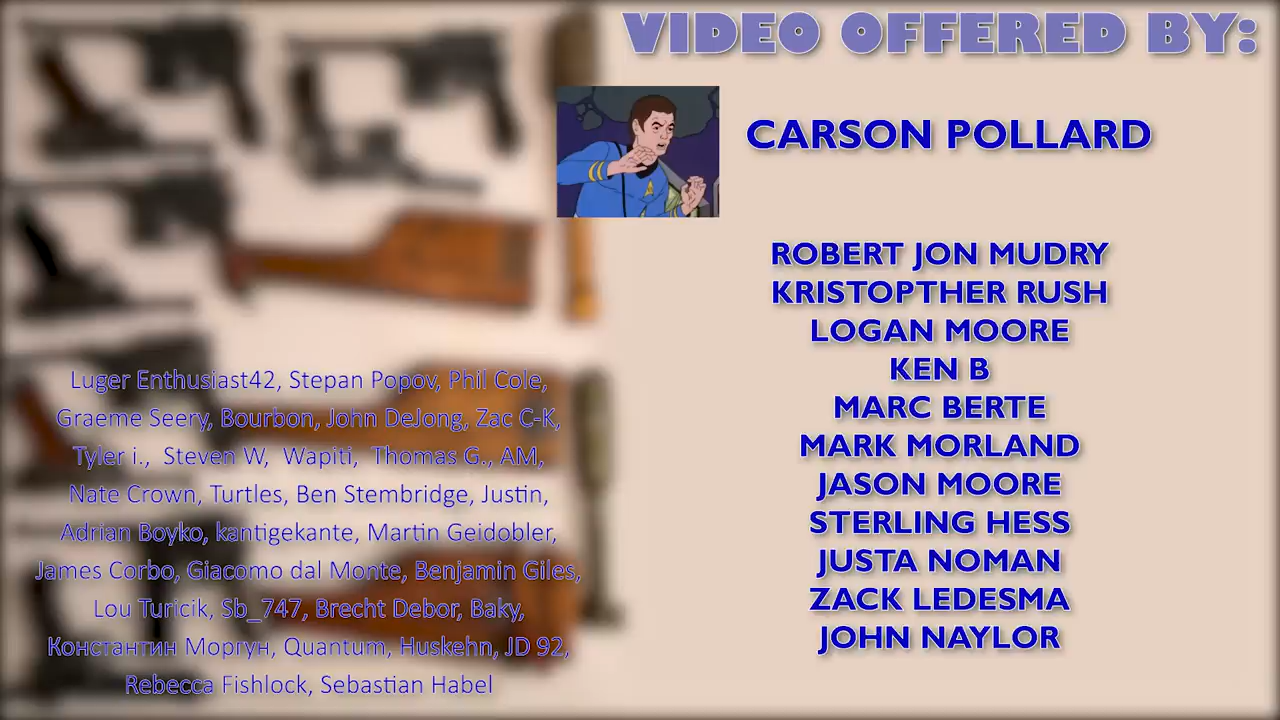 VIDEO OFFERED BY:
CARSON POLLARD
ROBERT JON MUDRY
KRISTOPTHER RUSH
LOGAN MOORE
KEN B
MARC BERTE
MARK MORLAND
JASON MOORE
STERLING HESS
JUSTA NOMAN
ZACK LEDESMA
JOHN NAYLOR
Luger Enthusiast42, Stepan Popov, Phil Cole,
Graeme Seery, Bourbon, John DeJong, Zac C-K,
Tyler i., Steven W, Wapiti, Thomas G., AM,
Nate Crown, Turtles, Ben Stembridge, Justin,
Adrian Boyko, kantigekante, Martin Geidobler,
James Corbo, Giacomo dal Monte, Benjamin Giles,
Lou Turicik, Sb_747, Brecht Debor, Baky,
Константин Моргун, Quantum, Huskehn, JD 92,
Rebecca Fishlock, Sebastian Habel